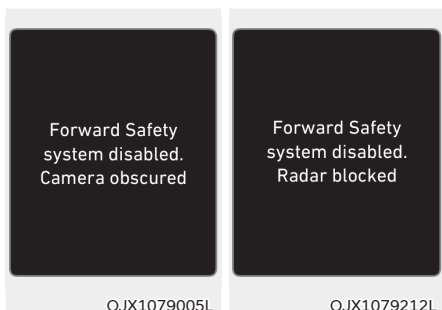 Forward Safety
system disabled.
Camera obscured
OJX1079005L
Forward Safety
system disabled.
Radar blocked
OJX1079212L